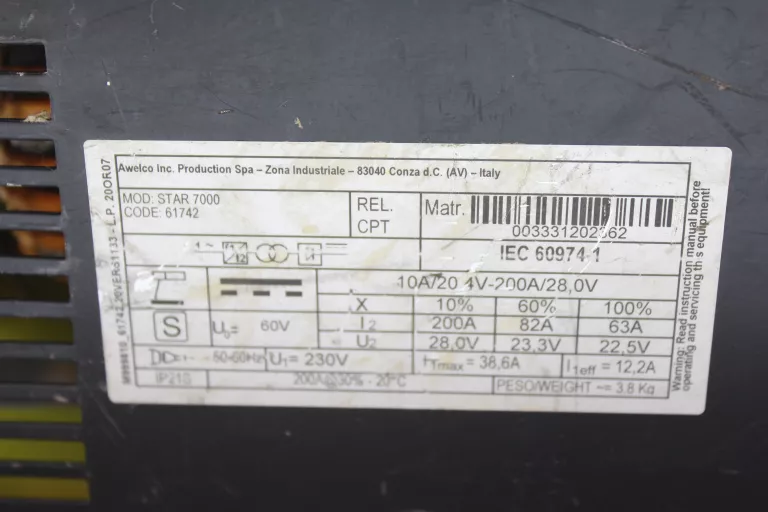 Awelco Inc. Production Spa – Zona Industriale – 83040 Conza d.C. (AV) – Italy
MOD: STAR 7000
CODE: 61742
REL.
CPT
Matr.
IEC 60974-1
10A/20,4V-200A/28,0V
X 10% 60% 100%
I2 200A 82A 63A
U2 28,0V 23,3V 22,5V
S
U0= 60V
1~
50-60Hz
U1= 230V
I1max = 38,6A
I1eff = 12,2A
IP21S
200A@30% - 20°C
PESO/WEIGHT ~= 3.8 Kg
Warning: Read instruction manual before
operating and servicing this equipment!
L.P. 20OR07